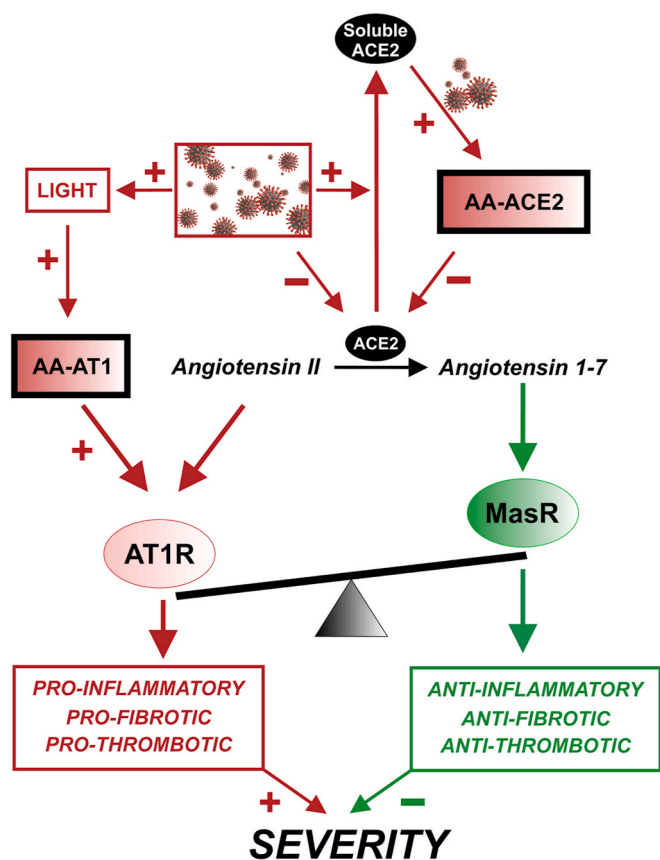 Soluble
ACE2
+
+
+
LIGHT
AA-ACE2
+
−
−
ACE2
AA-AT1
Angiotensin II
Angiotensin 1-7
+
MasR
AT1R
PRO-INFLAMMATORY
PRO-FIBROTIC
PRO-THROMBOTIC
ANTI-INFLAMMATORY
ANTI-FIBROTIC
ANTI-THROMBOTIC
+
−
SEVERITY